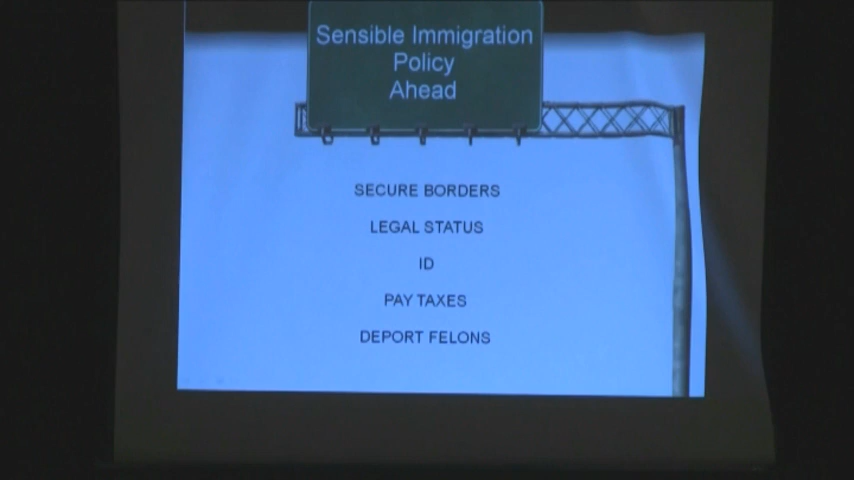 Sensible Immigration
Policy
Ahead
SECURE BORDERS
LEGAL STATUS
ID
PAY TAXES
DEPORT FELONS